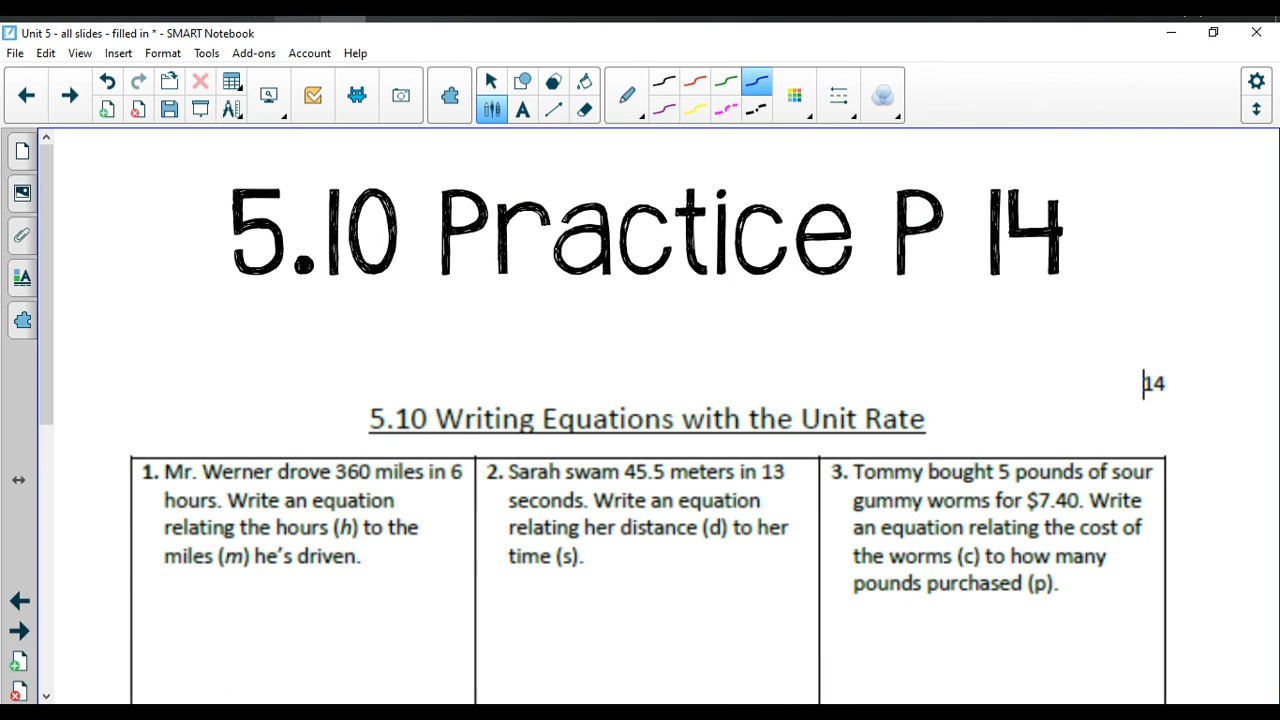 Unit 5 - all slides - filled in * - SMART Notebook
File Edit View Insert Format Tools Add-ons Account Help
5.10 Practice P 14
14
5.10 Writing Equations with the Unit Rate
1. Mr. Werner drove 360 miles in 6
hours. Write an equation
relating the hours (h) to the
miles (m) he's driven.
2. Sarah swam 45.5 meters in 13
seconds. Write an equation
relating her distance (d) to her
time (s).
3. Tommy bought 5 pounds of sour
gummy worms for $7.40. Write
an equation relating the cost of
the worms (c) to how many
pounds purchased (p).